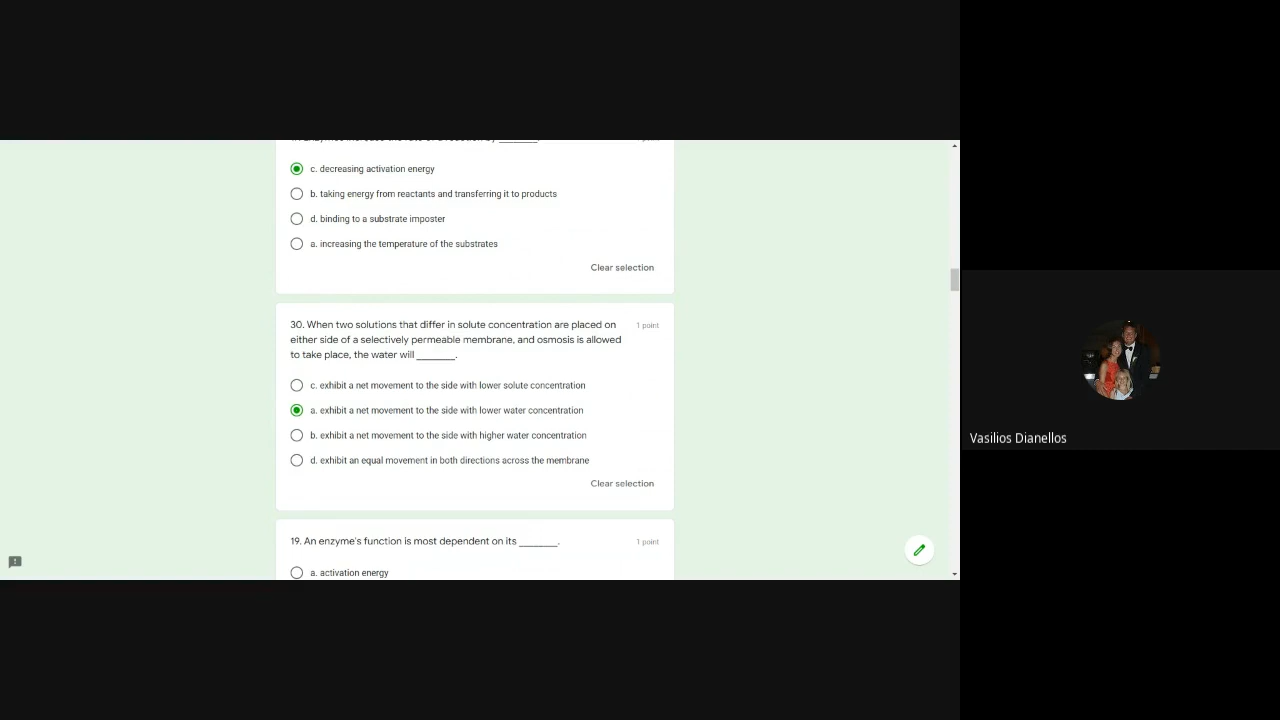 c. decreasing activation energy
b. taking energy from reactants and transferring it to products
d. binding to a substrate imposter
a. increasing the temperature of the substrates
Clear selection
30. When two solutions that differ in solute concentration are placed on
1 point
either side of a selectively permeable membrane, and osmosis is allowed
to take place, the water will _______.
c. exhibit a net movement to the side with lower solute concentration
a. exhibit a net movement to the side with lower water concentration
b. exhibit a net movement to the side with higher water concentration
d. exhibit an equal movement in both directions across the membrane
Clear selection
19. An enzyme's function is most dependent on its _______.
1 point
a. activation energy
Vasilios Dianellos